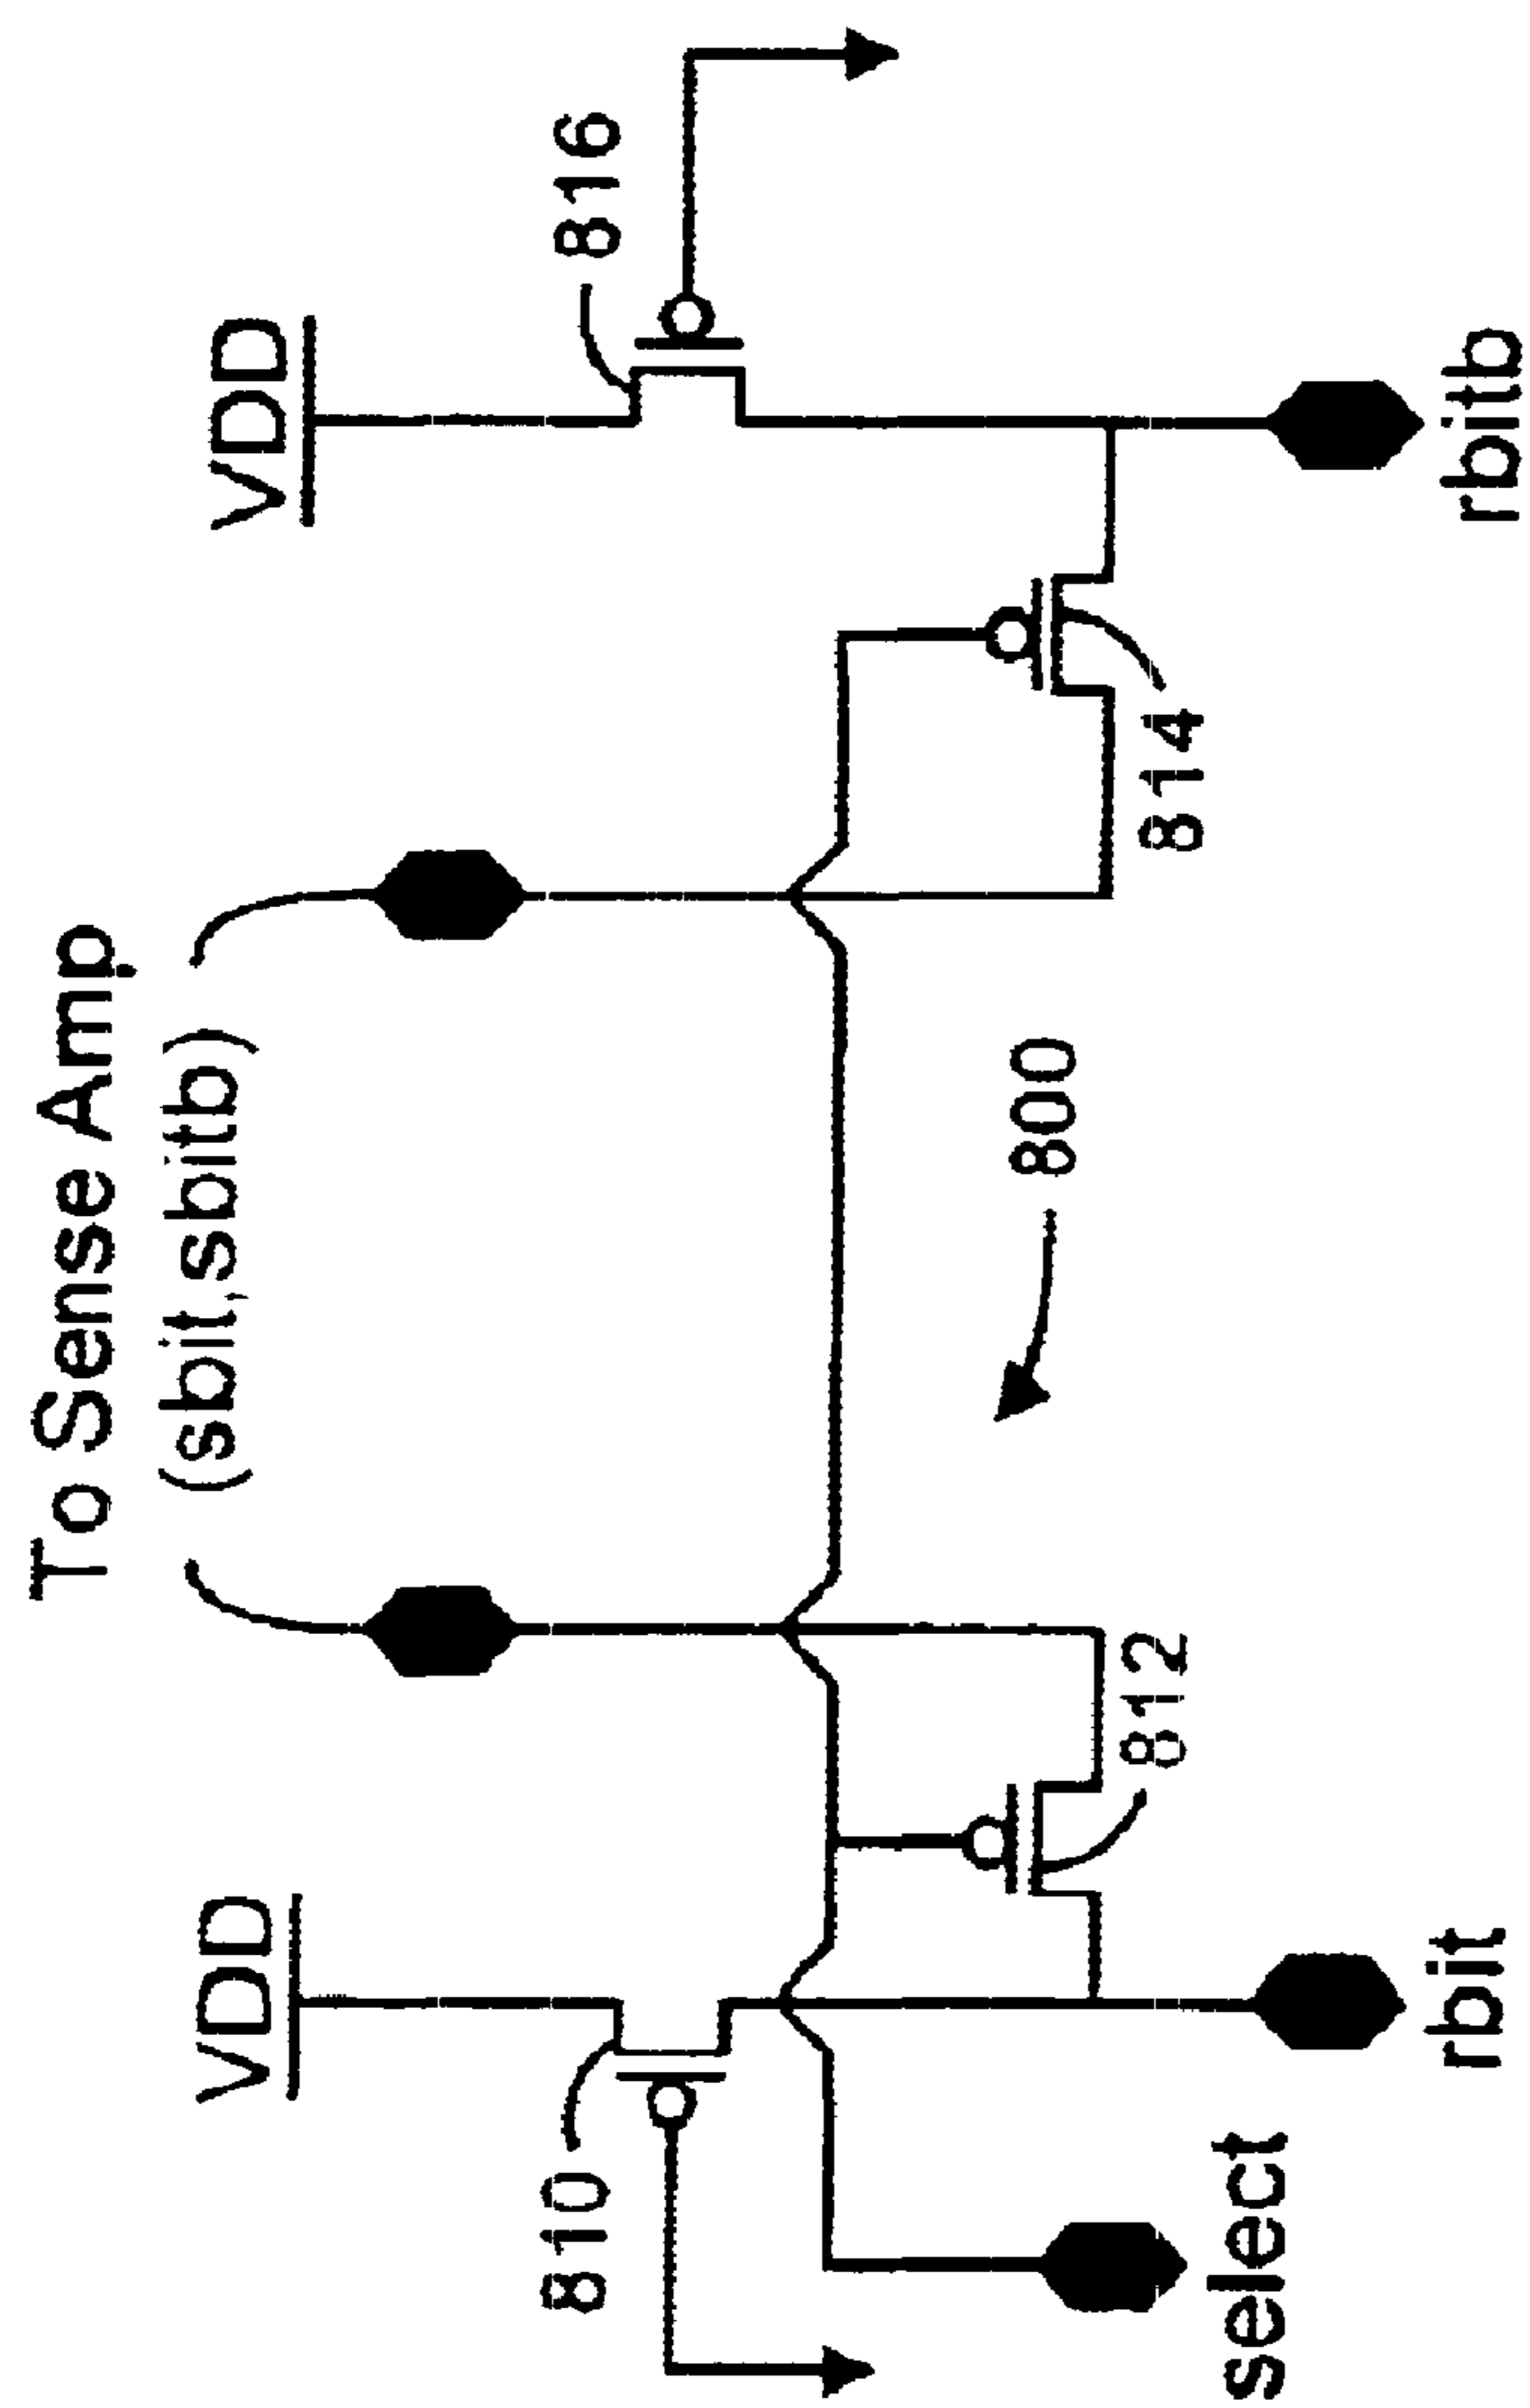 To Sense Amp
(sbit,sbitb)
VDD
VDD
810
816
800
812
814
select
rbit
rbitb